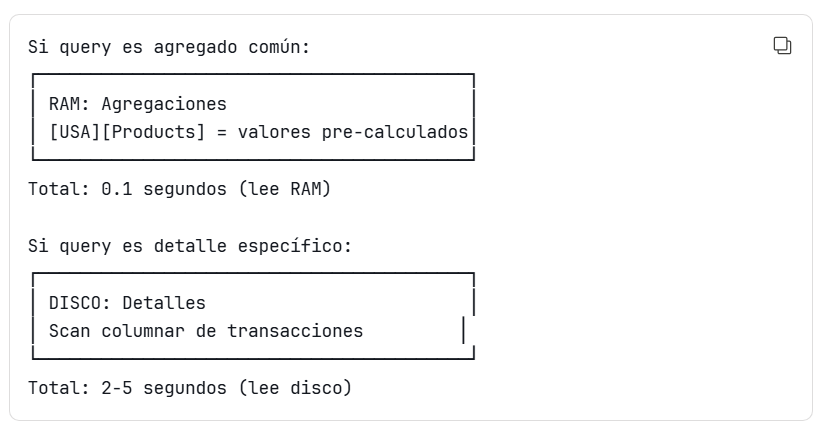 Si query es agregado común:
RAM: Agregaciones
[USA][Products] = valores pre-calculados
Total: 0.1 segundos (lee RAM)
Si query es detalle específico:
DISCO: Detalles
Scan columnar de transacciones
Total: 2-5 segundos (lee disco)